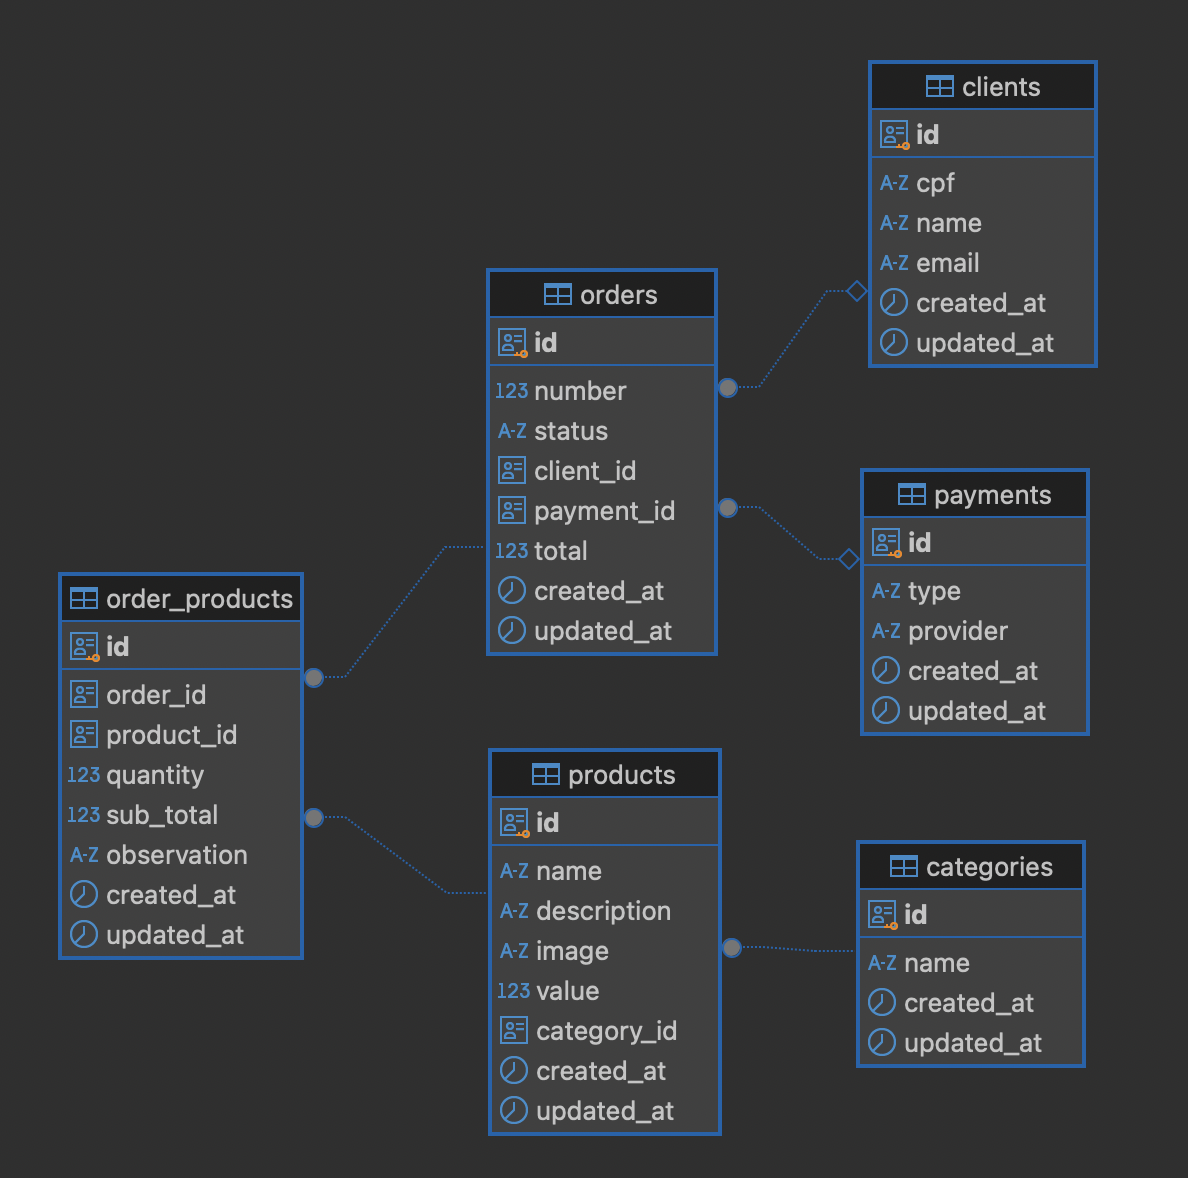 clients
id
A-Z cpf
A-Z name
A-Z email
created_at
updated_at
orders
id
123 number
A-Z status
client_id
payment_id
123 total
created_at
updated_at
payments
id
A-Z type
A-Z provider
created_at
updated_at
order_products
id
order_id
product_id
123 quantity
123 sub_total
A-Z observation
created_at
updated_at
products
id
A-Z name
A-Z description
A-Z image
123 value
category_id
created_at
updated_at
categories
id
A-Z name
created_at
updated_at